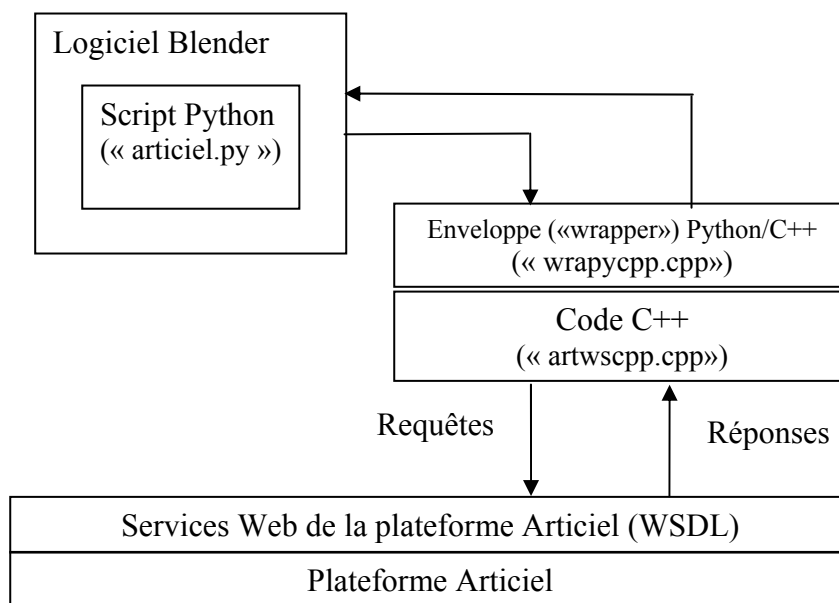 Logiciel Blender
Script Python
(« articiel.py »)
Enveloppe («wrapper») Python/C++
(« wrapycpp.cpp»)
Code C++
(« artwscpp.cpp»)
Requêtes
Réponses
Services Web de la plateforme Articiel (WSDL)
Plateforme Articiel